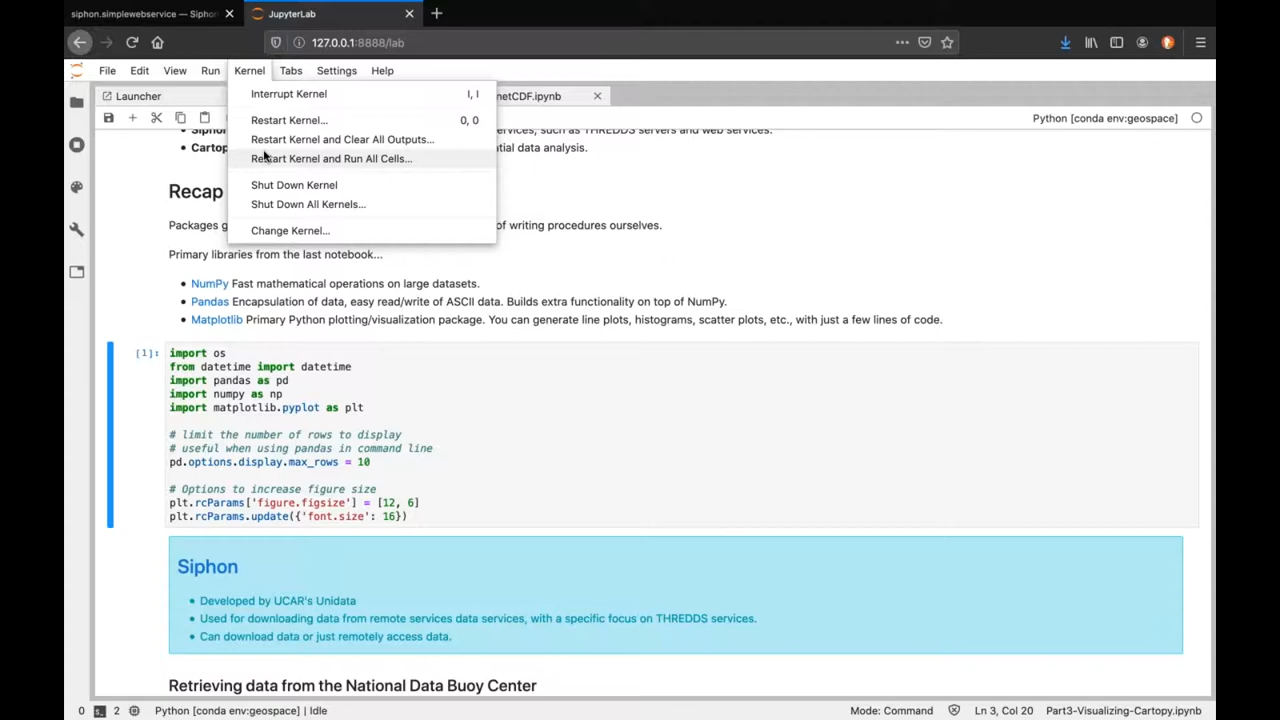 siphon.simplewebservice — Siphon
JupyterLab
127.0.0.1:8888/lab
File Edit View Run Kernel Tabs Settings Help
Launcher
netCDF.ipynb
Python [conda env:geospace]
Interrupt Kernel I, I
Restart Kernel... 0, 0
Restart Kernel and Clear All Outputs...
Restart Kernel and Run All Cells...
Shut Down Kernel
Shut Down All Kernels...
Change Kernel...
such as THREDDS servers and web services.
data analysis.
Recap
Packages
of writing procedures ourselves.
Primary libraries from the last notebook...
• NumPy Fast mathematical operations on large datasets.
• Pandas Encapsulation of data, easy read/write of ASCII data. Builds extra functionality on top of NumPy.
• Matplotlib Primary Python plotting/visualization package. You can generate line plots, histograms, scatter plots, etc., with just a few lines of code.
[1]:
import os
from datetime import datetime
import pandas as pd
import numpy as np
import matplotlib.pyplot as plt
# limit the number of rows to display
# useful when using pandas in command line
pd.options.display.max_rows = 10
# Options to increase figure size
plt.rcParams['figure.figsize'] = [12, 6]
plt.rcParams.update({'font.size': 16})
Siphon
• Developed by UCAR's Unidata
• Used for downloading data from remote services data services, with a specific focus on THREDDS services.
• Can download data or just remotely access data.
Retrieving data from the National Data Buoy Center
0 2 Python [conda env:geospace] | Idle
Mode: Command Ln 3, Col 20 Part3-Visualizing-Cartopy.ipynb